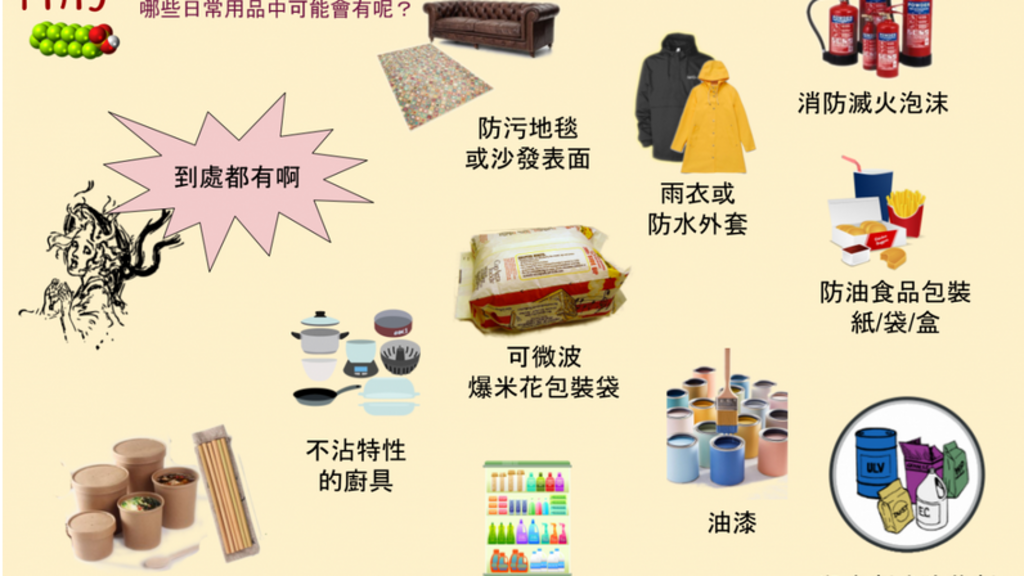 哪些日常用品中可能會有呢？
消防滅火泡沫
防污地毯
或沙發表面
到處都有啊
雨衣或
防水外套
防油食品包裝
紙/袋/盒
可微波
爆米花包裝袋
不沾特性
的廚具
油漆
ULV
E.C.
DUST